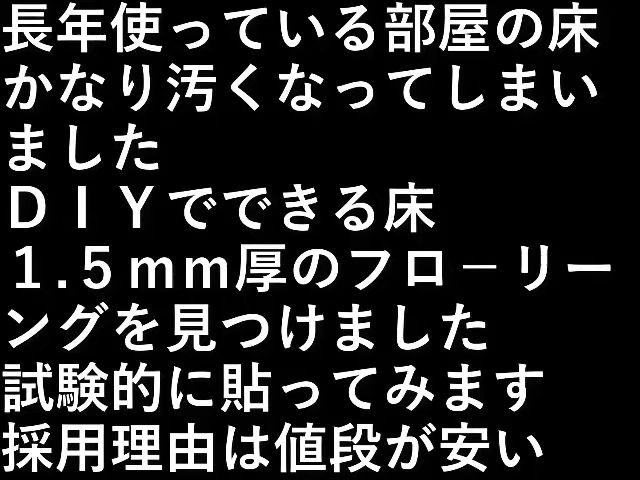 長年使っている部屋の床
かなり汚くなってしまい
ました
ＤＩＹでできる床
１.５ｍｍ厚のフロ－リー
ングを見つけました
試験的に貼ってみます
採用理由は値段が安い